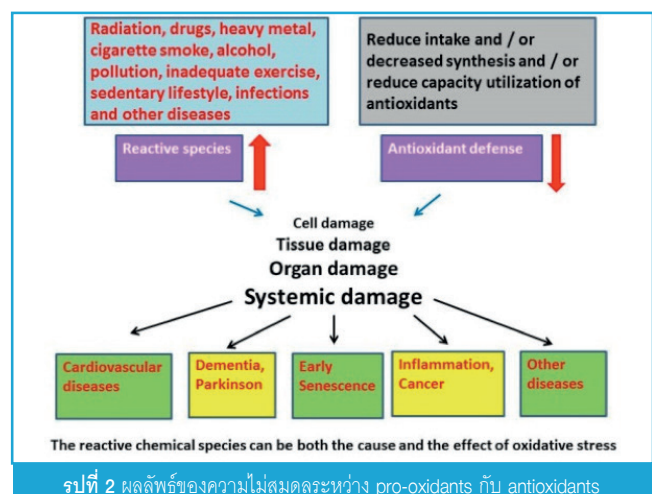 Radiation, drugs, heavy metal,
cigarette smoke, alcohol,
pollution, inadequate exercise,
sedentary lifestyle, infections
and other diseases
Reduce intake and / or
decreased synthesis and / or
reduce capacity utilization of
antioxidants
Reactive species
Antioxidant defense
Cell damage
Tissue damage
Organ damage
Systemic damage
Cardiovascular
diseases
Dementia,
Parkinson
Early
Senescence
Inflammation,
Cancer
Other
diseases
The reactive chemical species can be both the cause and the effect of oxidative stress
รูปที่ 2 ผลลัพธ์ของความไม่สมดุลระหว่าง pro-oxidants กับ antioxidants